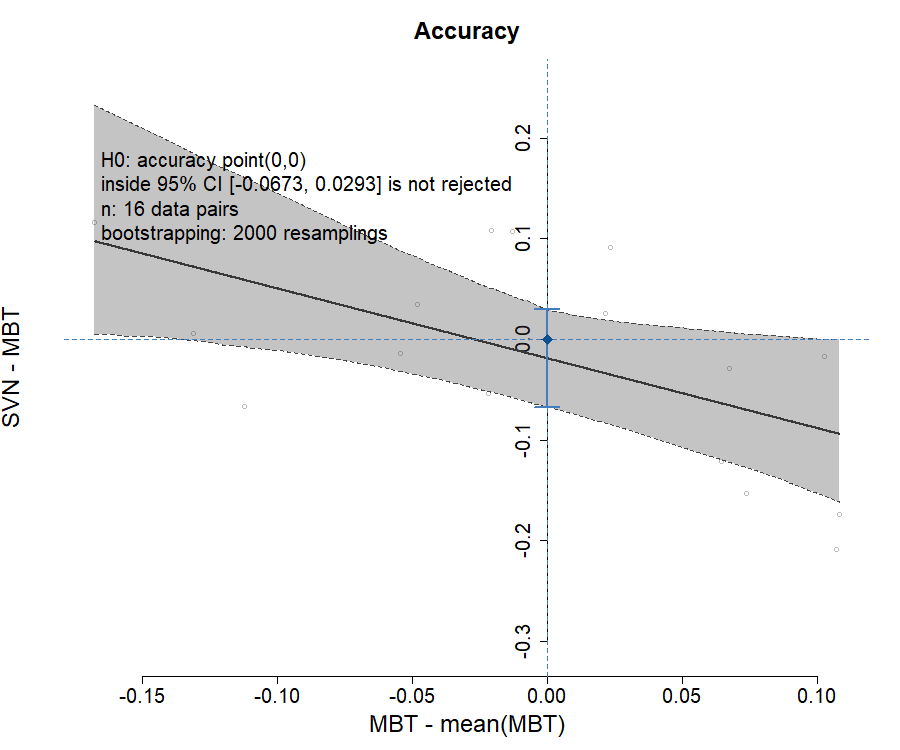 Accuracy
H0: accuracy point(0,0)
inside 95% CI [-0.0673, 0.0293] is not rejected
n: 16 data pairs
bootstrapping: 2000 resamplings
SVN - MBT
0.2
0.1
0.0
-0.1
-0.2
-0.3
-0.15 -0.10 -0.05 0.00 0.05 0.10
MBT - mean(MBT)